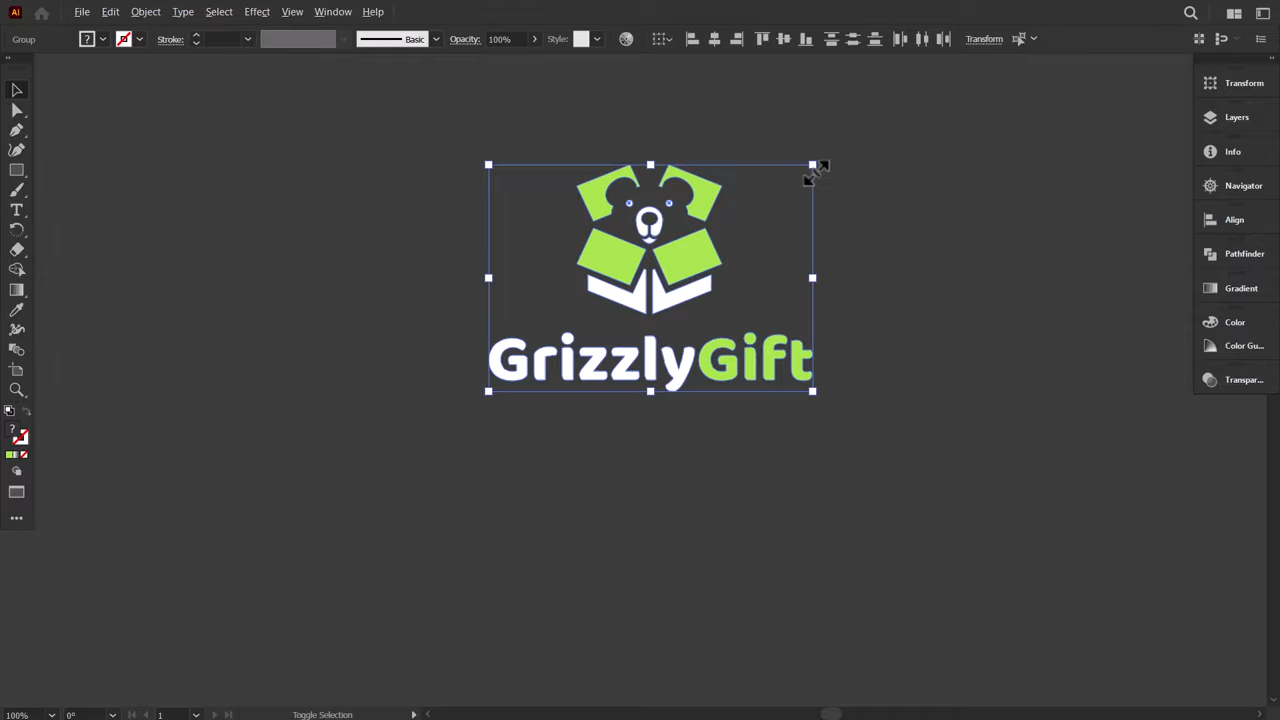 Ai File Edit Object Type Select Effect View Window Help
Group ? Stroke: Basic Opacity: 100% Style: Transform
Transform
Layers
Info
Navigator
Align
Pathfinder
Gradient
Color
Color Gu...
Transpar...
GrizzlyGift
?
100% 0° 1 Toggle Selection